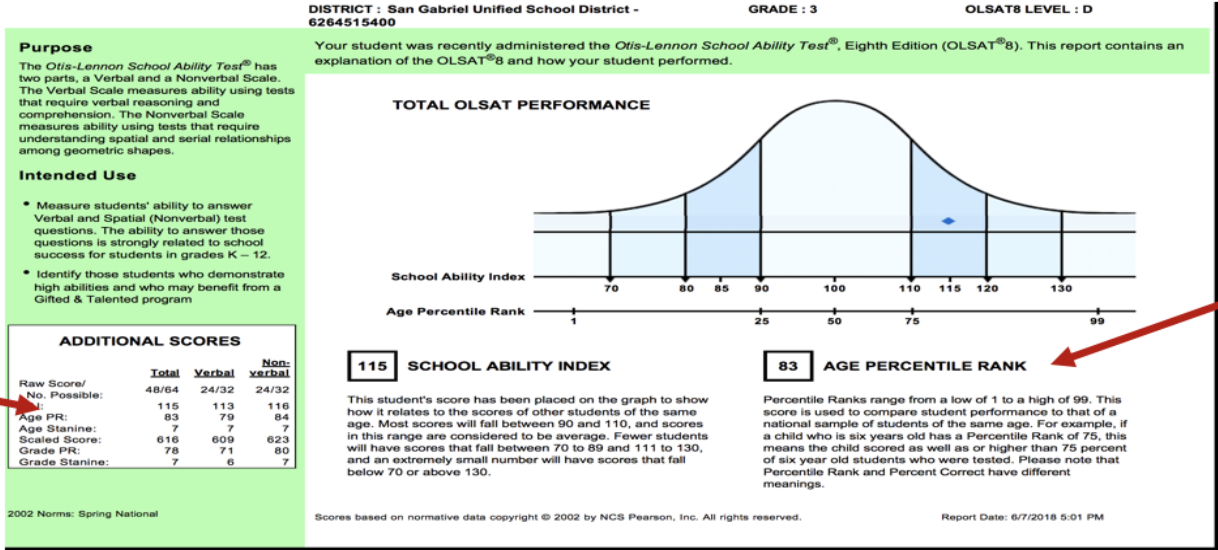 DISTRICT : San Gabriel Unified School District -
6264515400
GRADE : 3
OLSAT8 LEVEL : D
Purpose
The Otis-Lennon School Ability Test® has
two parts, a Verbal and a Nonverbal Scale.
The Verbal Scale measures ability using tests
that require verbal reasoning and
comprehension. The Nonverbal Scale
measures ability using tests that require
understanding spatial and serial relationships
among geometric shapes.
Intended Use
• Measure students' ability to answer
Verbal and Spatial (Nonverbal) test
questions. The ability to answer those
questions is strongly related to school
success for students in grades K – 12.
• Identify those students who demonstrate
high abilities and who may benefit from a
Gifted & Talented program
ADDITIONAL SCORES
Total Verbal Non-verbal
Raw Score/
No. Possible: 48/64 24/32 24/32
: 115 113 116
Age PR: 83 79 84
Age Stanine: 7 7 7
Scaled Score: 616 609 623
Grade PR: 78 71 80
Grade Stanine: 7 6 7
2002 Norms: Spring National
Your student was recently administered the Otis-Lennon School Ability Test®, Eighth Edition (OLSAT®8). This report contains an
explanation of the OLSAT®8 and how your student performed.
TOTAL OLSAT PERFORMANCE
School Ability Index
70 80 85 90 100 110 115 120 130
Age Percentile Rank
1 25 50 75 99
115 SCHOOL ABILITY INDEX
This student's score has been placed on the graph to show
how it relates to the scores of other students of the same
age. Most scores will fall between 90 and 110, and scores
in this range are considered to be average. Fewer students
will have scores that fall between 70 to 89 and 111 to 130,
and an extremely small number will have scores that fall
below 70 or above 130.
83 AGE PERCENTILE RANK
Percentile Ranks range from a low of 1 to a high of 99. This
score is used to compare student performance to that of a
national sample of students of the same age. For example, if
a child who is six years old has a Percentile Rank of 75, this
means the child scored as well as or higher than 75 percent
of six year old students who were tested. Please note that
Percentile Rank and Percent Correct have different
meanings.
Scores based on normative data copyright © 2002 by NCS Pearson, Inc. All rights reserved.
Report Date: 6/7/2018 5:01 PM